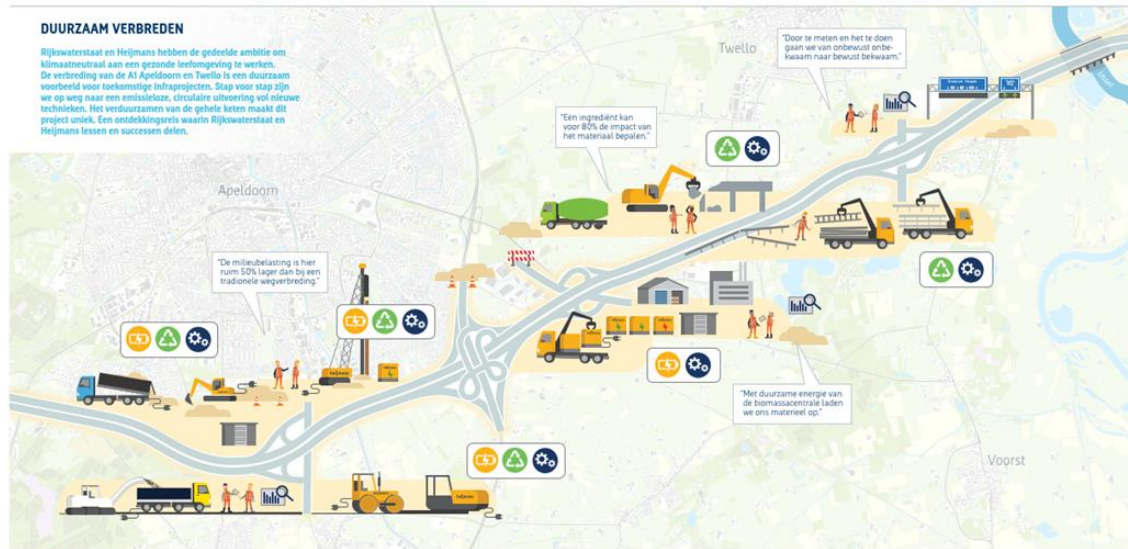 DUURZAAM VERBREDEN
Rijkswaterstaat en Heijmans hebben de gedeelde ambitie om
klimaatneutraal aan een gezonde leefomgeving te werken.
De verbreding van de A1 Apeldoorn en Twello is een duurzaam
voorbeeld voor toekomstige infraprojecten. Stap voor stap zijn
we op weg naar een emissieloze, circulaire uitvoering vol nieuwe
technieken. Het verduurzamen van de gehele keten maakt dit
project uniek. Een ontdekkingsreis waarin Rijkswaterstaat en
Heijmans lessen en successen delen.
Twello
"Door te meten en het te doen
gaan we van onbewust onbe-
kwaam naar bewust bekwaam."
IJssel
"Eén ingrediënt kan
voor 80% de impact van
het materiaal bepalen."
Apeldoorn
"De milieubelasting is hier
ruim 50% lager dan bij een
tradionele wegverbreding."
heijmans
"Met duurzame energie van
de biomassacentrale laden
we ons materieel op."
Voorst
heijmans
heijmans